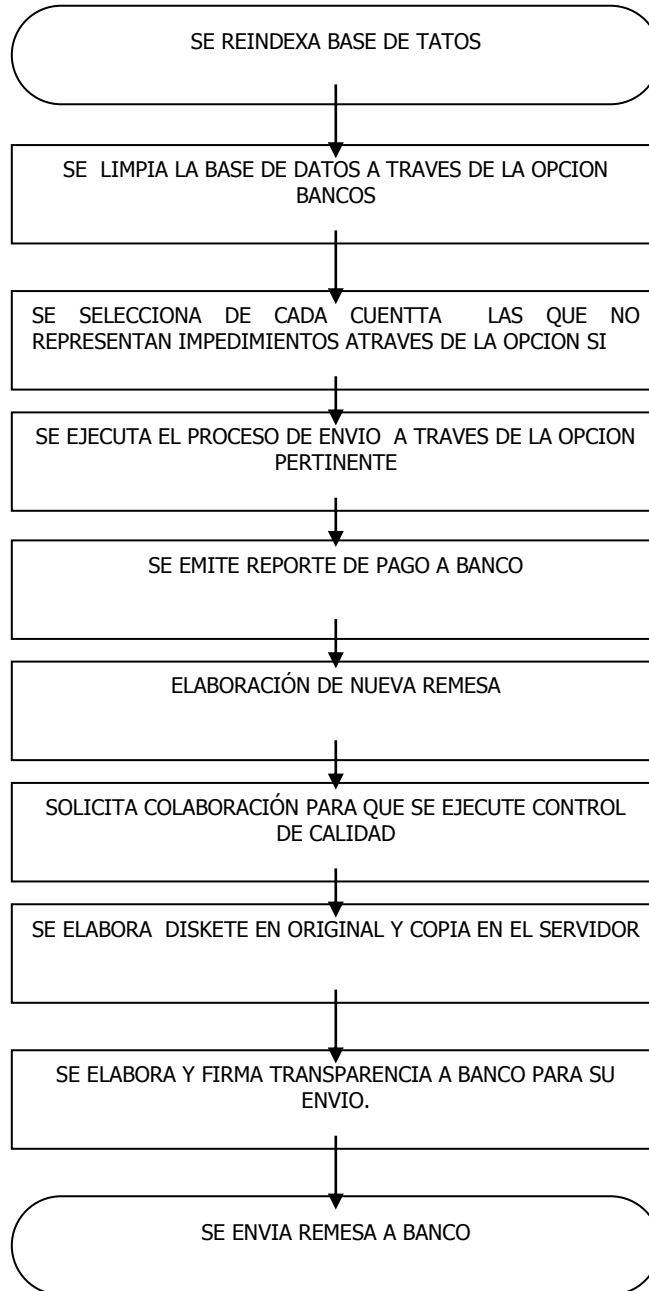 SE REINDEXA BASE DE TATOS
SE LIMPIA LA BASE DE DATOS A TRAVES DE LA OPCION
BANCOS
SE SELECCIONA DE CADA CUENTTA LAS QUE NO
REPRESENTAN IMPEDIMIENTOS ATRAVES DE LA OPCION SI
SE EJECUTA EL PROCESO DE ENVIO A TRAVES DE LA OPCION
PERTINENTE
SE EMITE REPORTE DE PAGO A BANCO
ELABORACIÓN DE NUEVA REMESA
SOLICITA COLABORACIÓN PARA QUE SE EJECUTE CONTROL
DE CALIDAD
SE ELABORA DISKETE EN ORIGINAL Y COPIA EN EL SERVIDOR
SE ELABORA Y FIRMA TRANSPARENCIA A BANCO PARA SU
ENVIO.
SE ENVIA REMESA A BANCO